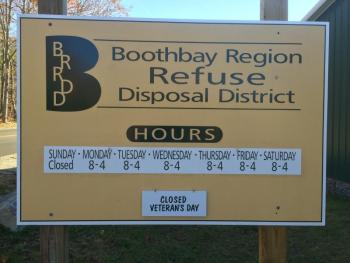 B
BRRDD
Boothbay Region
Refuse
Disposal District
HOURS
SUNDAY · MONDAY · TUESDAY · WEDNESDAY · THURSDAY · FRIDAY · SATURDAY
Closed 8-4 8-4 8-4 8-4 8-4 8-4
CLOSED
VETERAN'S DAY